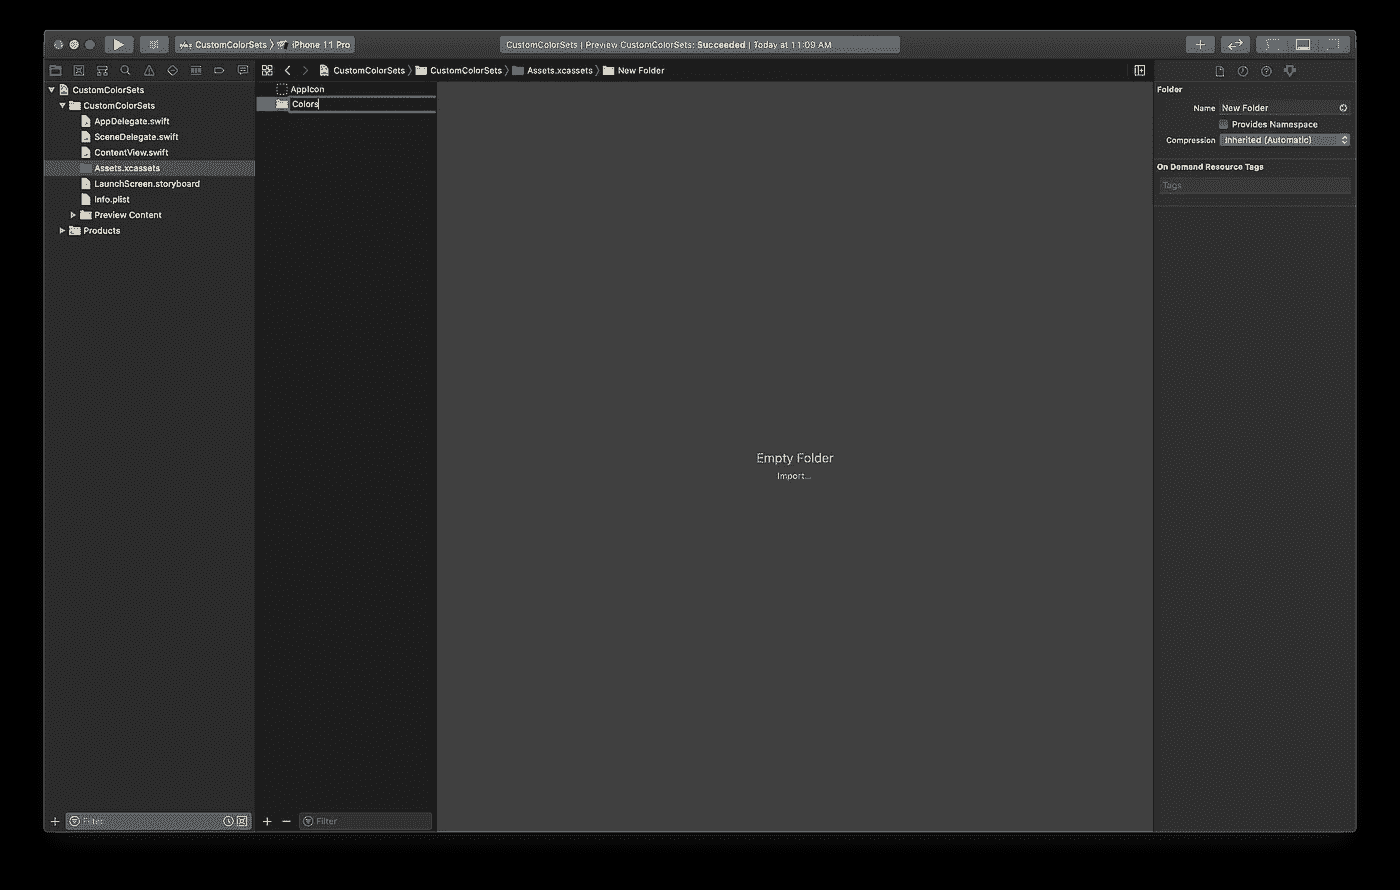 CustomColorSets 〉 iPhone 11 Pro
CustomColorSets | Preview CustomColorSets: Succeeded | Today at 11:09 AM
CustomColorSets 〉 CustomColorSets 〉 Assets.xcassets 〉 New Folder
CustomColorSets
CustomColorSets
AppDelegate.swift
SceneDelegate.swift
ContentView.swift
Assets.xcassets
LaunchScreen.storyboard
Info.plist
Preview Content
Products
Filter
AppIcon
Colors
Filter
Empty Folder
Import...
Folder
Name New Folder
Provides Namespace
Compression Inherited (Automatic)
On Demand Resource Tags
Tags